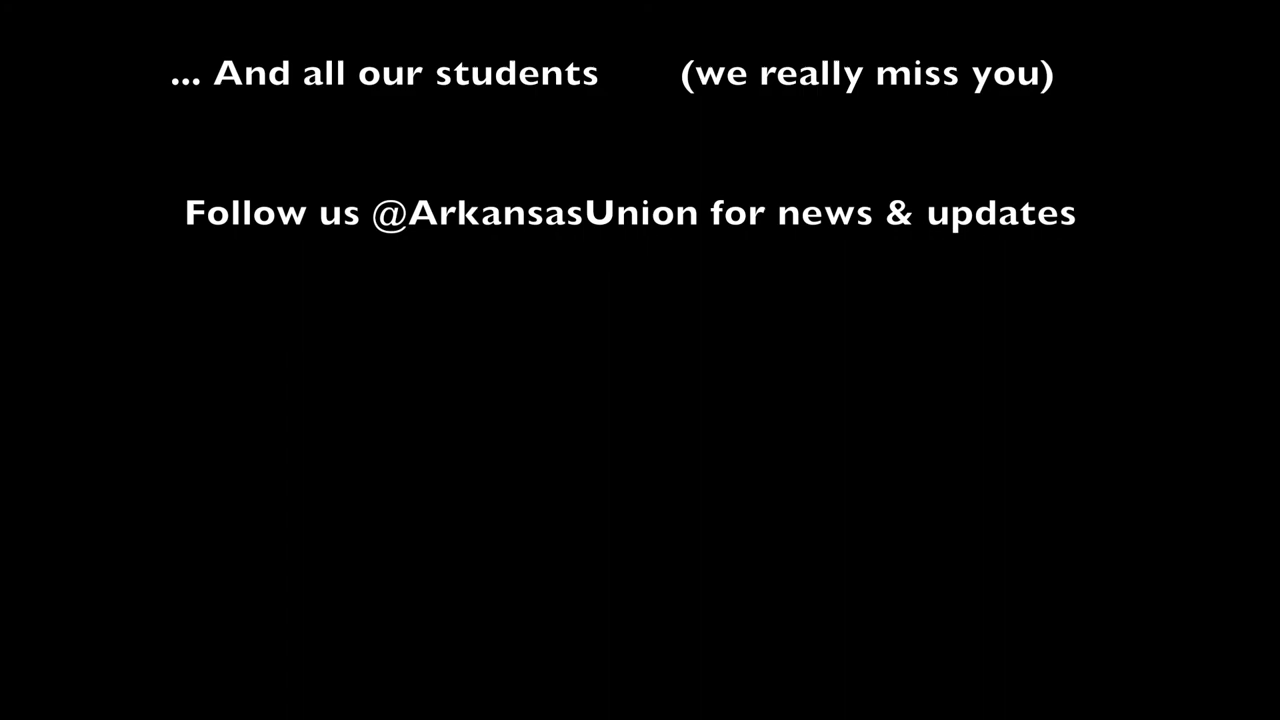 ... And all our students (we really miss you)
Follow us @ArkansasUnion for news & updates